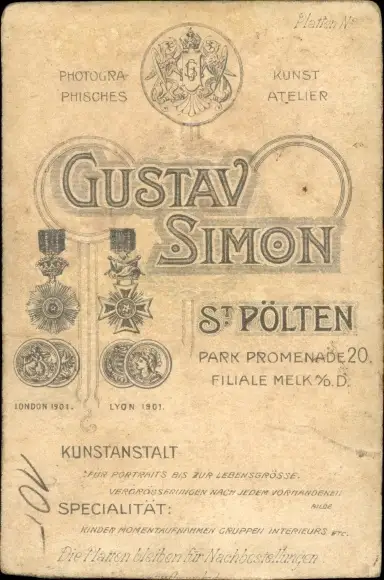 Platten Nº
PHOTOGRA-
PHISCHES
KUNST
ATELIER
GS
GUSTAV
SIMON
ST. PÖLTEN
PARK PROMENADE 20.
FILIALE MELK a/D.
LONDON 1901.
LYON 1901.
KUNSTANSTALT
FÜR PORTRAITS BIS ZUR LEBENSGRÖSSE.
VERGRÖSSERUNGEN NACH JEDEM VORHANDENEN
BILDE
SPECIALITÄT:
KINDER MOMENTAUFNAHMEN GRUPPEN INTERIEURS ETC.
Die Platten bleiben für Nachbestellungen